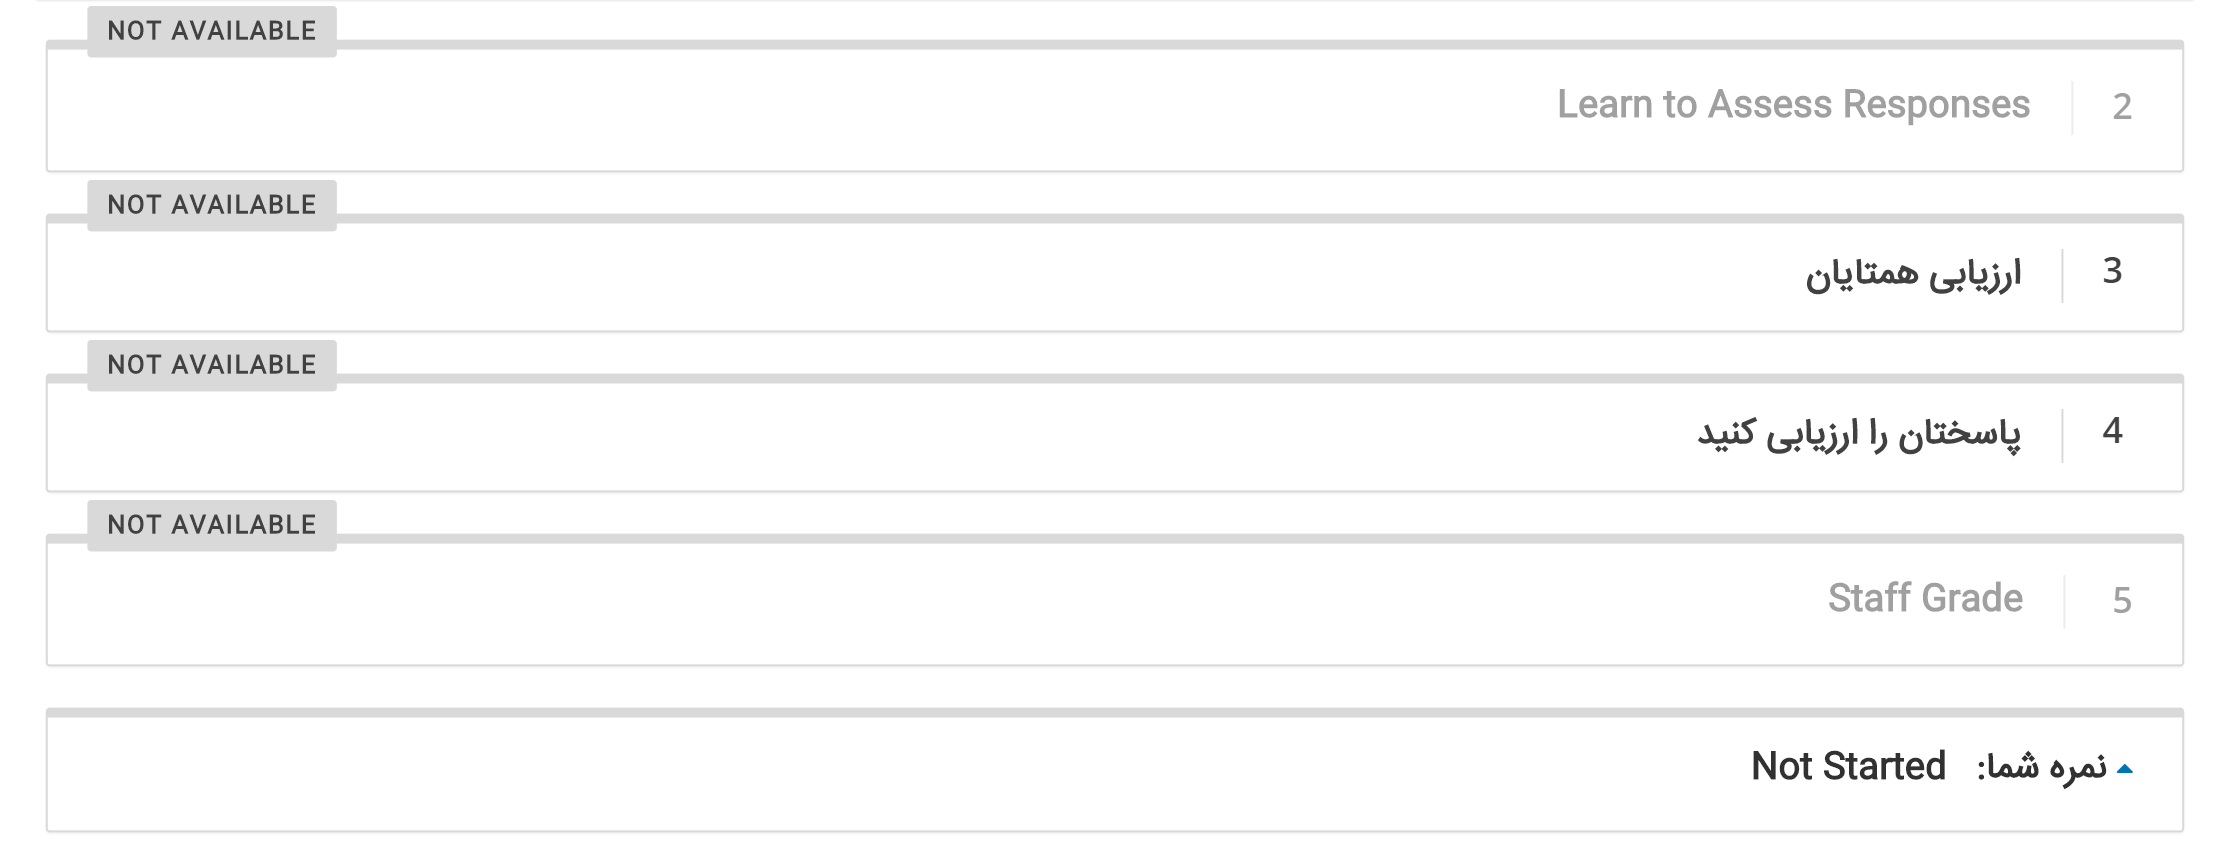 NOT AVAILABLE
2 Learn to Assess Responses
NOT AVAILABLE
3 ارزیابی همتایان
NOT AVAILABLE
4 پاسختان را ارزیابی کنید
NOT AVAILABLE
5 Staff Grade
نمره شما: Not Started